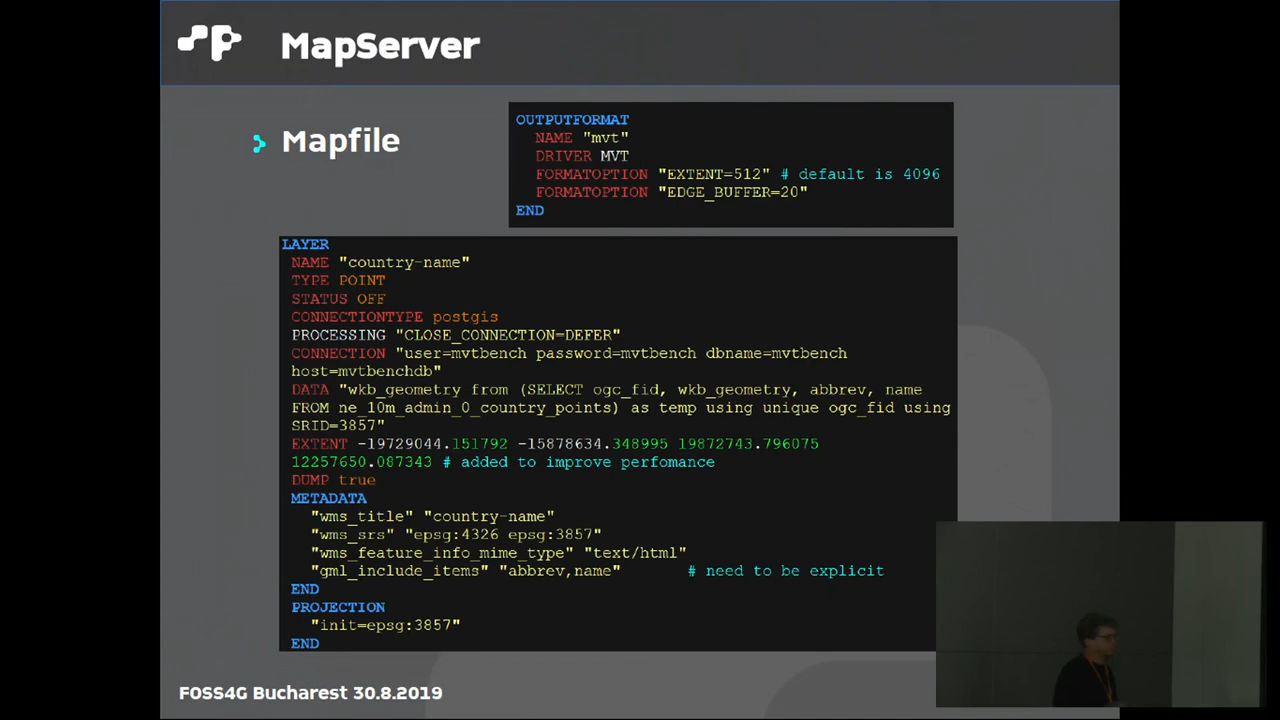 MapServer
Mapfile
OUTPUTFORMAT
NAME "mvt"
DRIVER MVT
FORMATOPTION "EXTENT=512" # default is 4096
FORMATOPTION "EDGE_BUFFER=20"
END
LAYER
NAME "country-name"
TYPE POINT
STATUS OFF
CONNECTIONTYPE postgis
PROCESSING "CLOSE_CONNECTION=DEFER"
CONNECTION "user=mvtbench password=mvtbench dbname=mvtbench
host=mvtbenchdb"
DATA "wkb_geometry from (SELECT ogc_fid, wkb_geometry, abbrev, name
FROM ne_10m_admin_0_country_points) as temp using unique ogc_fid using
SRID=3857"
EXTENT -19729044.151792 -15878634.348995 19872743.796075
12257650.087343 # added to improve perfomance
DUMP true
METADATA
"wms_title" "country-name"
"wms_srs" "epsg:4326 epsg:3857"
"wms_feature_info_mime_type" "text/html"
"gml_include_items" "abbrev,name" # need to be explicit
END
PROJECTION
"init=epsg:3857"
END
FOSS4G Bucharest 30.8.2019